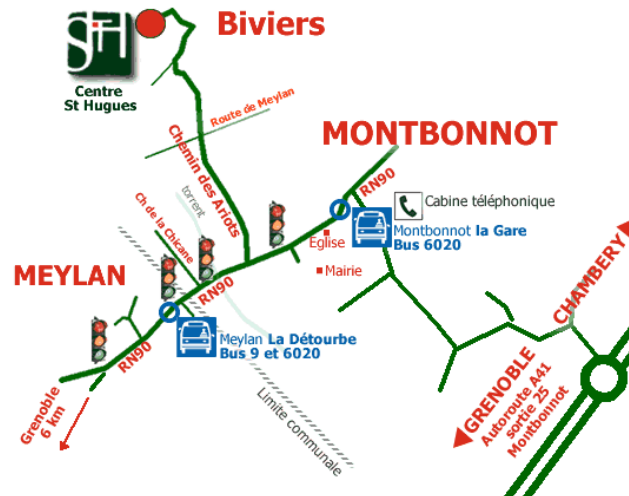 StH
Biviers
Centre
St Hugues
Route de Meylan
MONTBONNOT
Chemin des Ariots
RN90
Cabine téléphonique
torrent
Ch de la Chicane
Montbonnot la Gare
Bus 6020
Eglise
Mairie
MEYLAN
RN90
CHAMBERY
Meylan La Détourbe
Bus 9 et 6020
RN90
Grenoble
6 km
Limite communale
GRENOBLE
Autoroute A41
sortie 25
Montbonnot